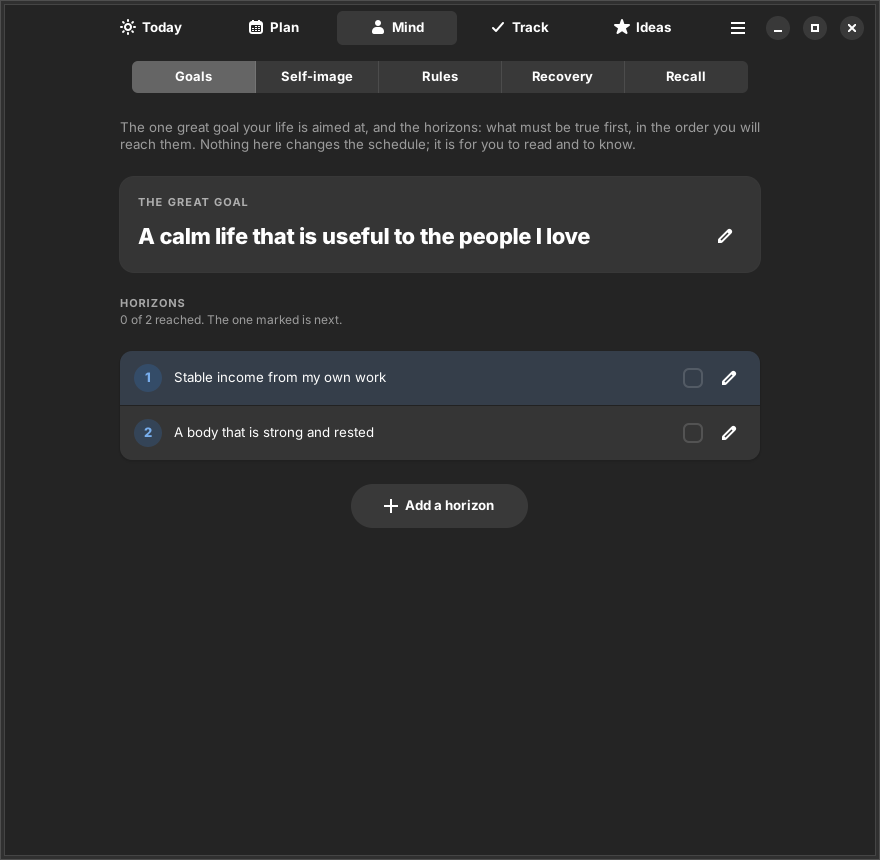 Today
Plan
Mind
Track
Ideas
Goals
Self-image
Rules
Recovery
Recall
The one great goal your life is aimed at, and the horizons: what must be true first, in the order you will
reach them. Nothing here changes the schedule; it is for you to read and to know.
THE GREAT GOAL
A calm life that is useful to the people I love
HORIZONS
0 of 2 reached. The one marked is next.
1 Stable income from my own work
2 A body that is strong and rested
Add a horizon